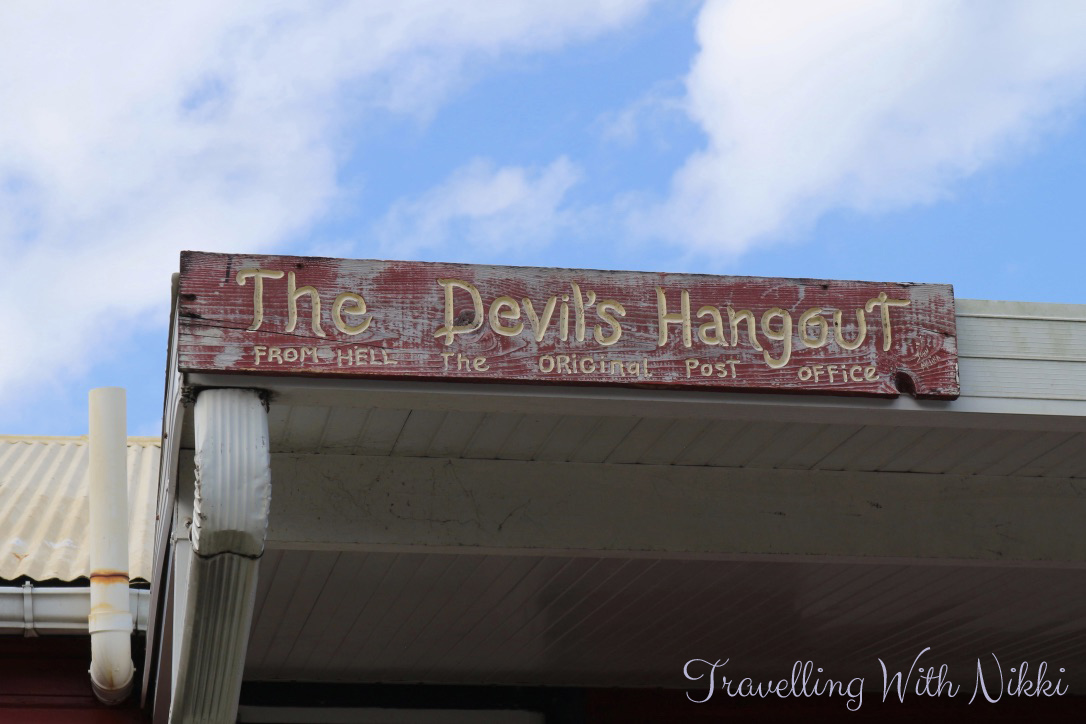 The Devil's Hangout
FROM HELL The ORIGINAL POST OFFICE
Travelling With Nikki